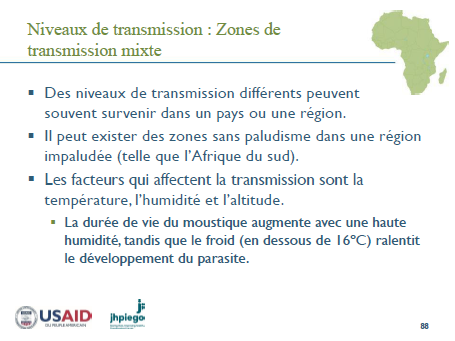 Niveaux de transmission : Zones de
transmission mixte
▪ Des niveaux de transmission différents peuvent
souvent survenir dans un pays ou une région.
▪ Il peut exister des zones sans paludisme dans une région
impaludée (telle que l'Afrique du sud).
▪ Les facteurs qui affectent la transmission sont la
température, l'humidité et l'altitude.
▪ La durée de vie du moustique augmente avec une haute
humidité, tandis que le froid (en dessous de 16°C) ralentit
le développement du parasite.
USAID
jhpiego
88